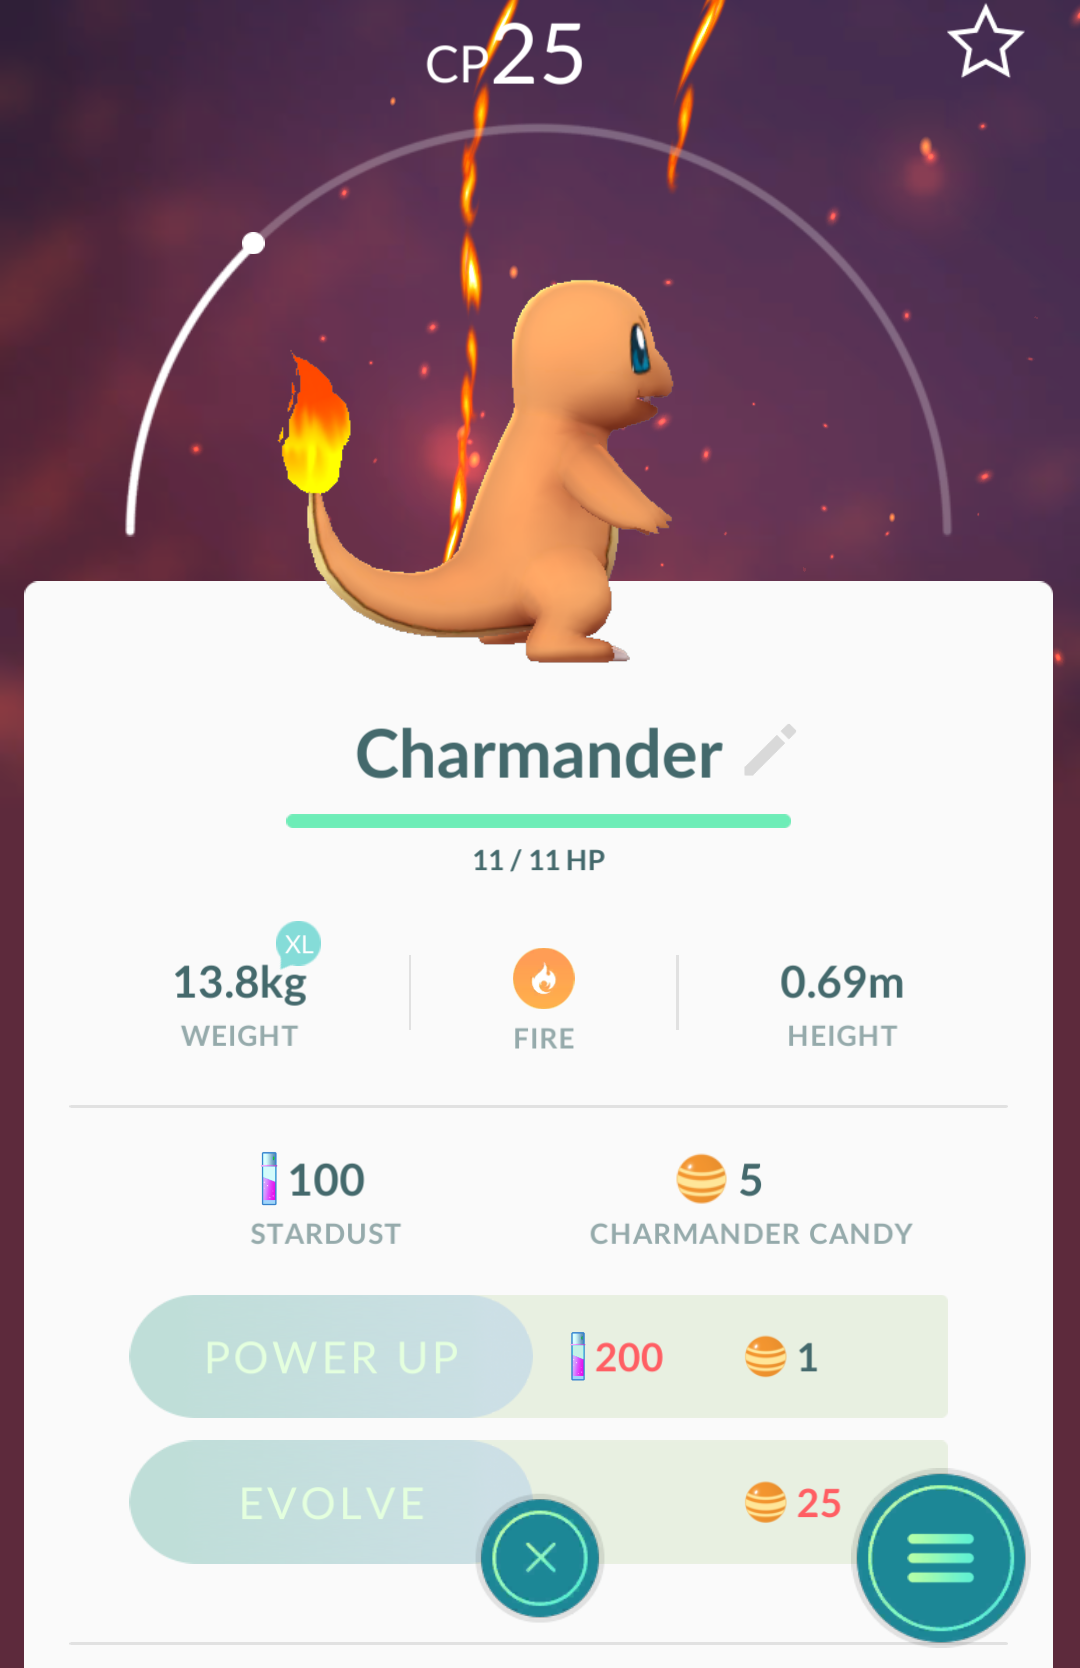 CP25
Charmander
11 / 11 HP
XL
13.8kg
WEIGHT
FIRE
0.69m
HEIGHT
100
STARDUST
5
CHARMANDER CANDY
POWER UP 200 1
EVOLVE 25